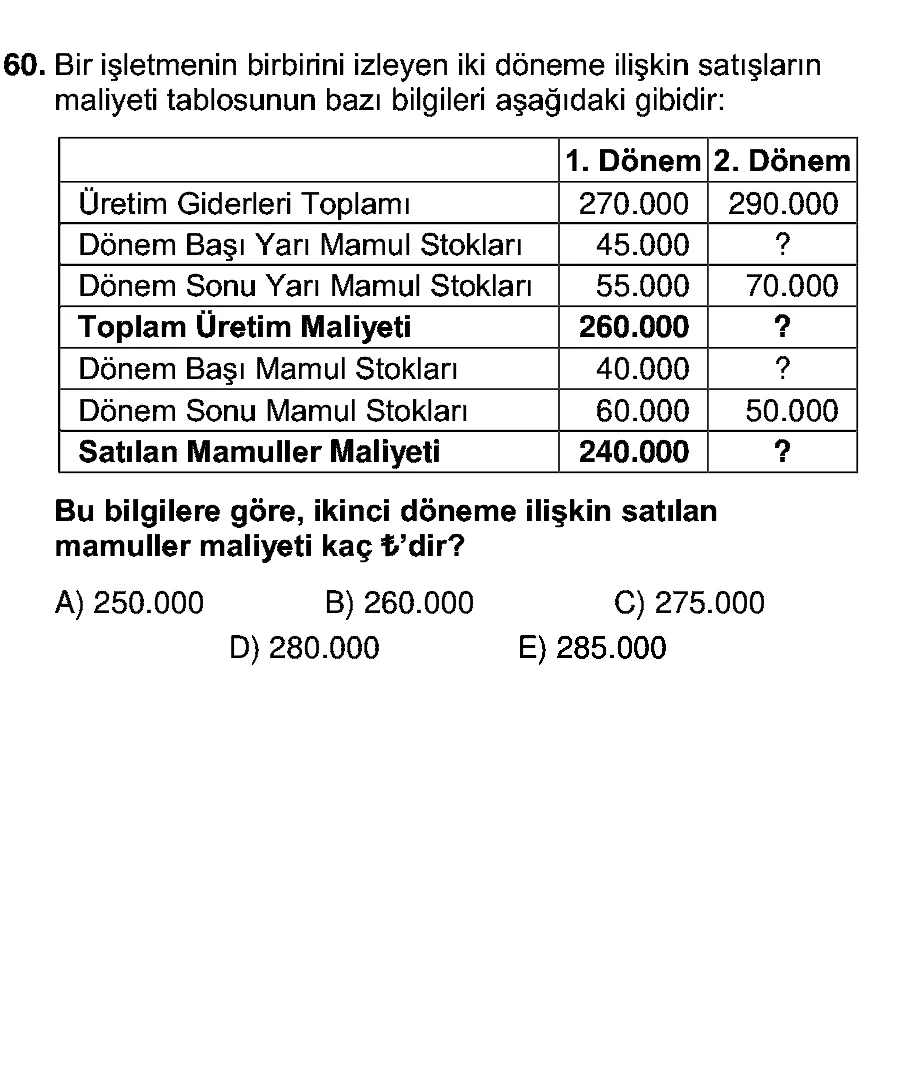 60. Bir işletmenin birbirini izleyen iki döneme ilişkin satışların
maliyeti tablosunun bazı bilgileri aşağıdaki gibidir:
1. Dönem 2. Dönem
Üretim Giderleri Toplamı 270.000 290.000
Dönem Başı Yarı Mamul Stokları 45.000 ?
Dönem Sonu Yarı Mamul Stokları 55.000 70.000
Toplam Üretim Maliyeti 260.000 ?
Dönem Başı Mamul Stokları 40.000 ?
Dönem Sonu Mamul Stokları 60.000 50.000
Satılan Mamuller Maliyeti 240.000 ?
Bu bilgilere göre, ikinci döneme ilişkin satılan
mamuller maliyeti kaç ₺’dir?
A) 250.000 B) 260.000 C) 275.000
D) 280.000 E) 285.000